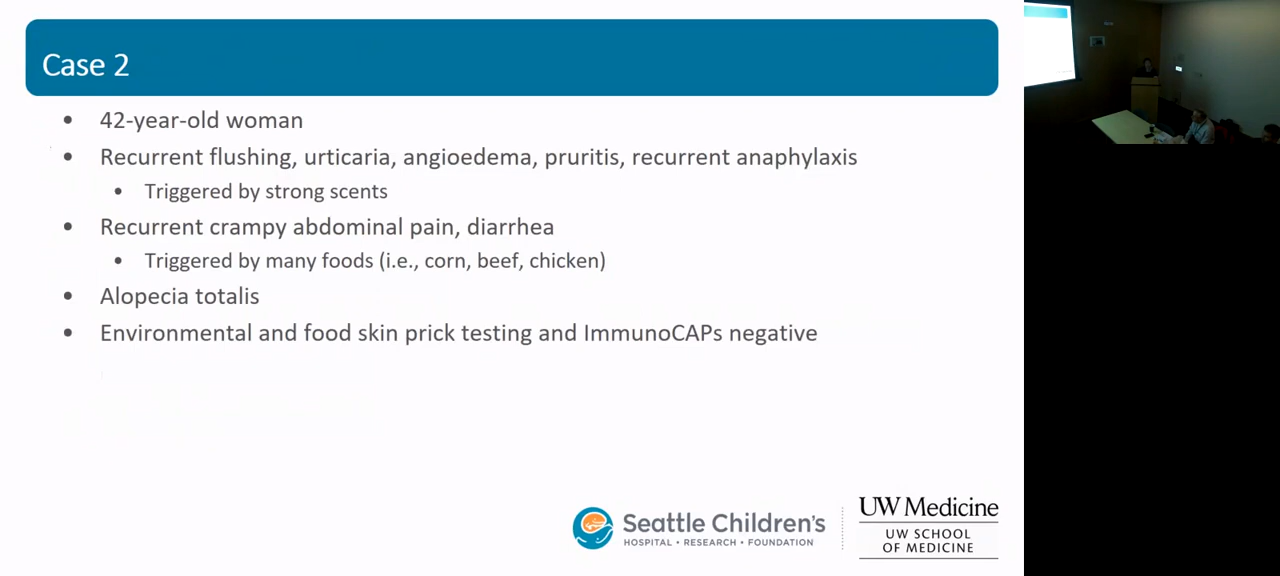 Case 2
• 42-year-old woman
• Recurrent flushing, urticaria, angioedema, pruritis, recurrent anaphylaxis
• Triggered by strong scents
• Recurrent crampy abdominal pain, diarrhea
• Triggered by many foods (i.e., corn, beef, chicken)
• Alopecia totalis
• Environmental and food skin prick testing and ImmunoCAPs negative
Seattle Children's
HOSPITAL • RESEARCH • FOUNDATION
UW Medicine
UW SCHOOL
OF MEDICINE